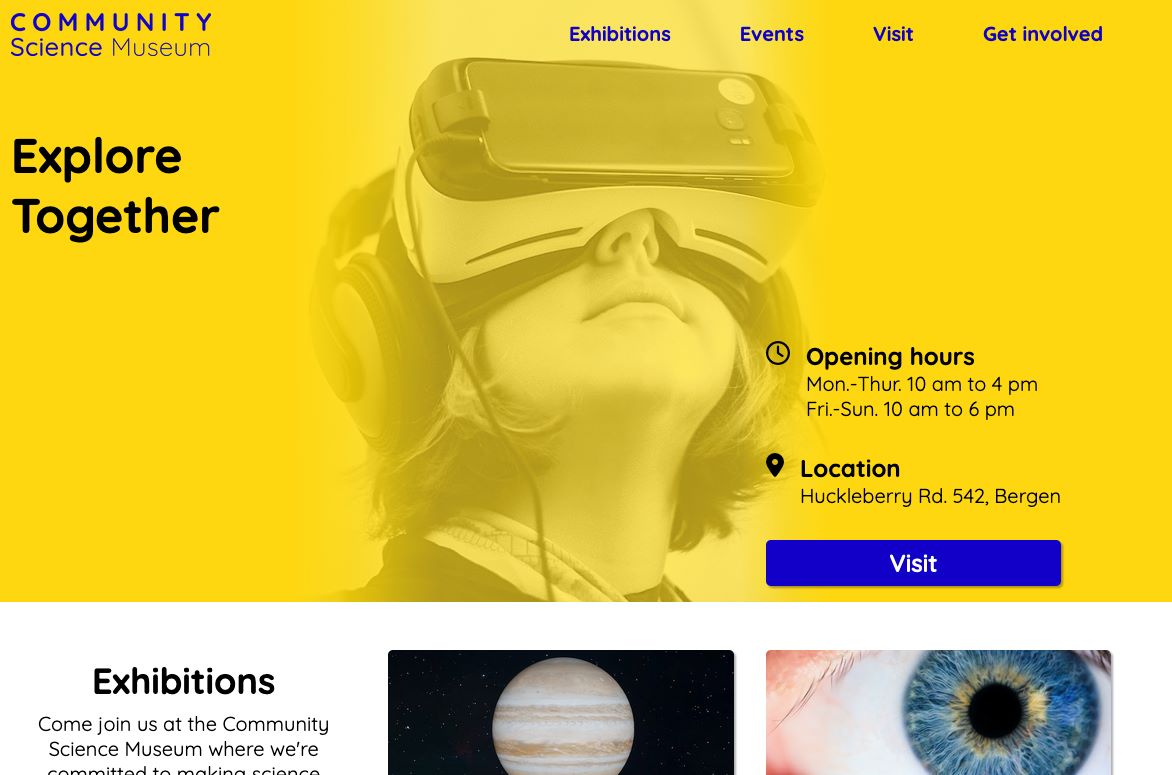 COMMUNITY
Science Museum
Exhibitions
Events
Visit
Get involved
Explore
Together
Opening hours
Mon.-Thur. 10 am to 4 pm
Fri.-Sun. 10 am to 6 pm
Location
Huckleberry Rd. 542, Bergen
Visit
Exhibitions
Come join us at the Community
Science Museum where we're
committed to making science